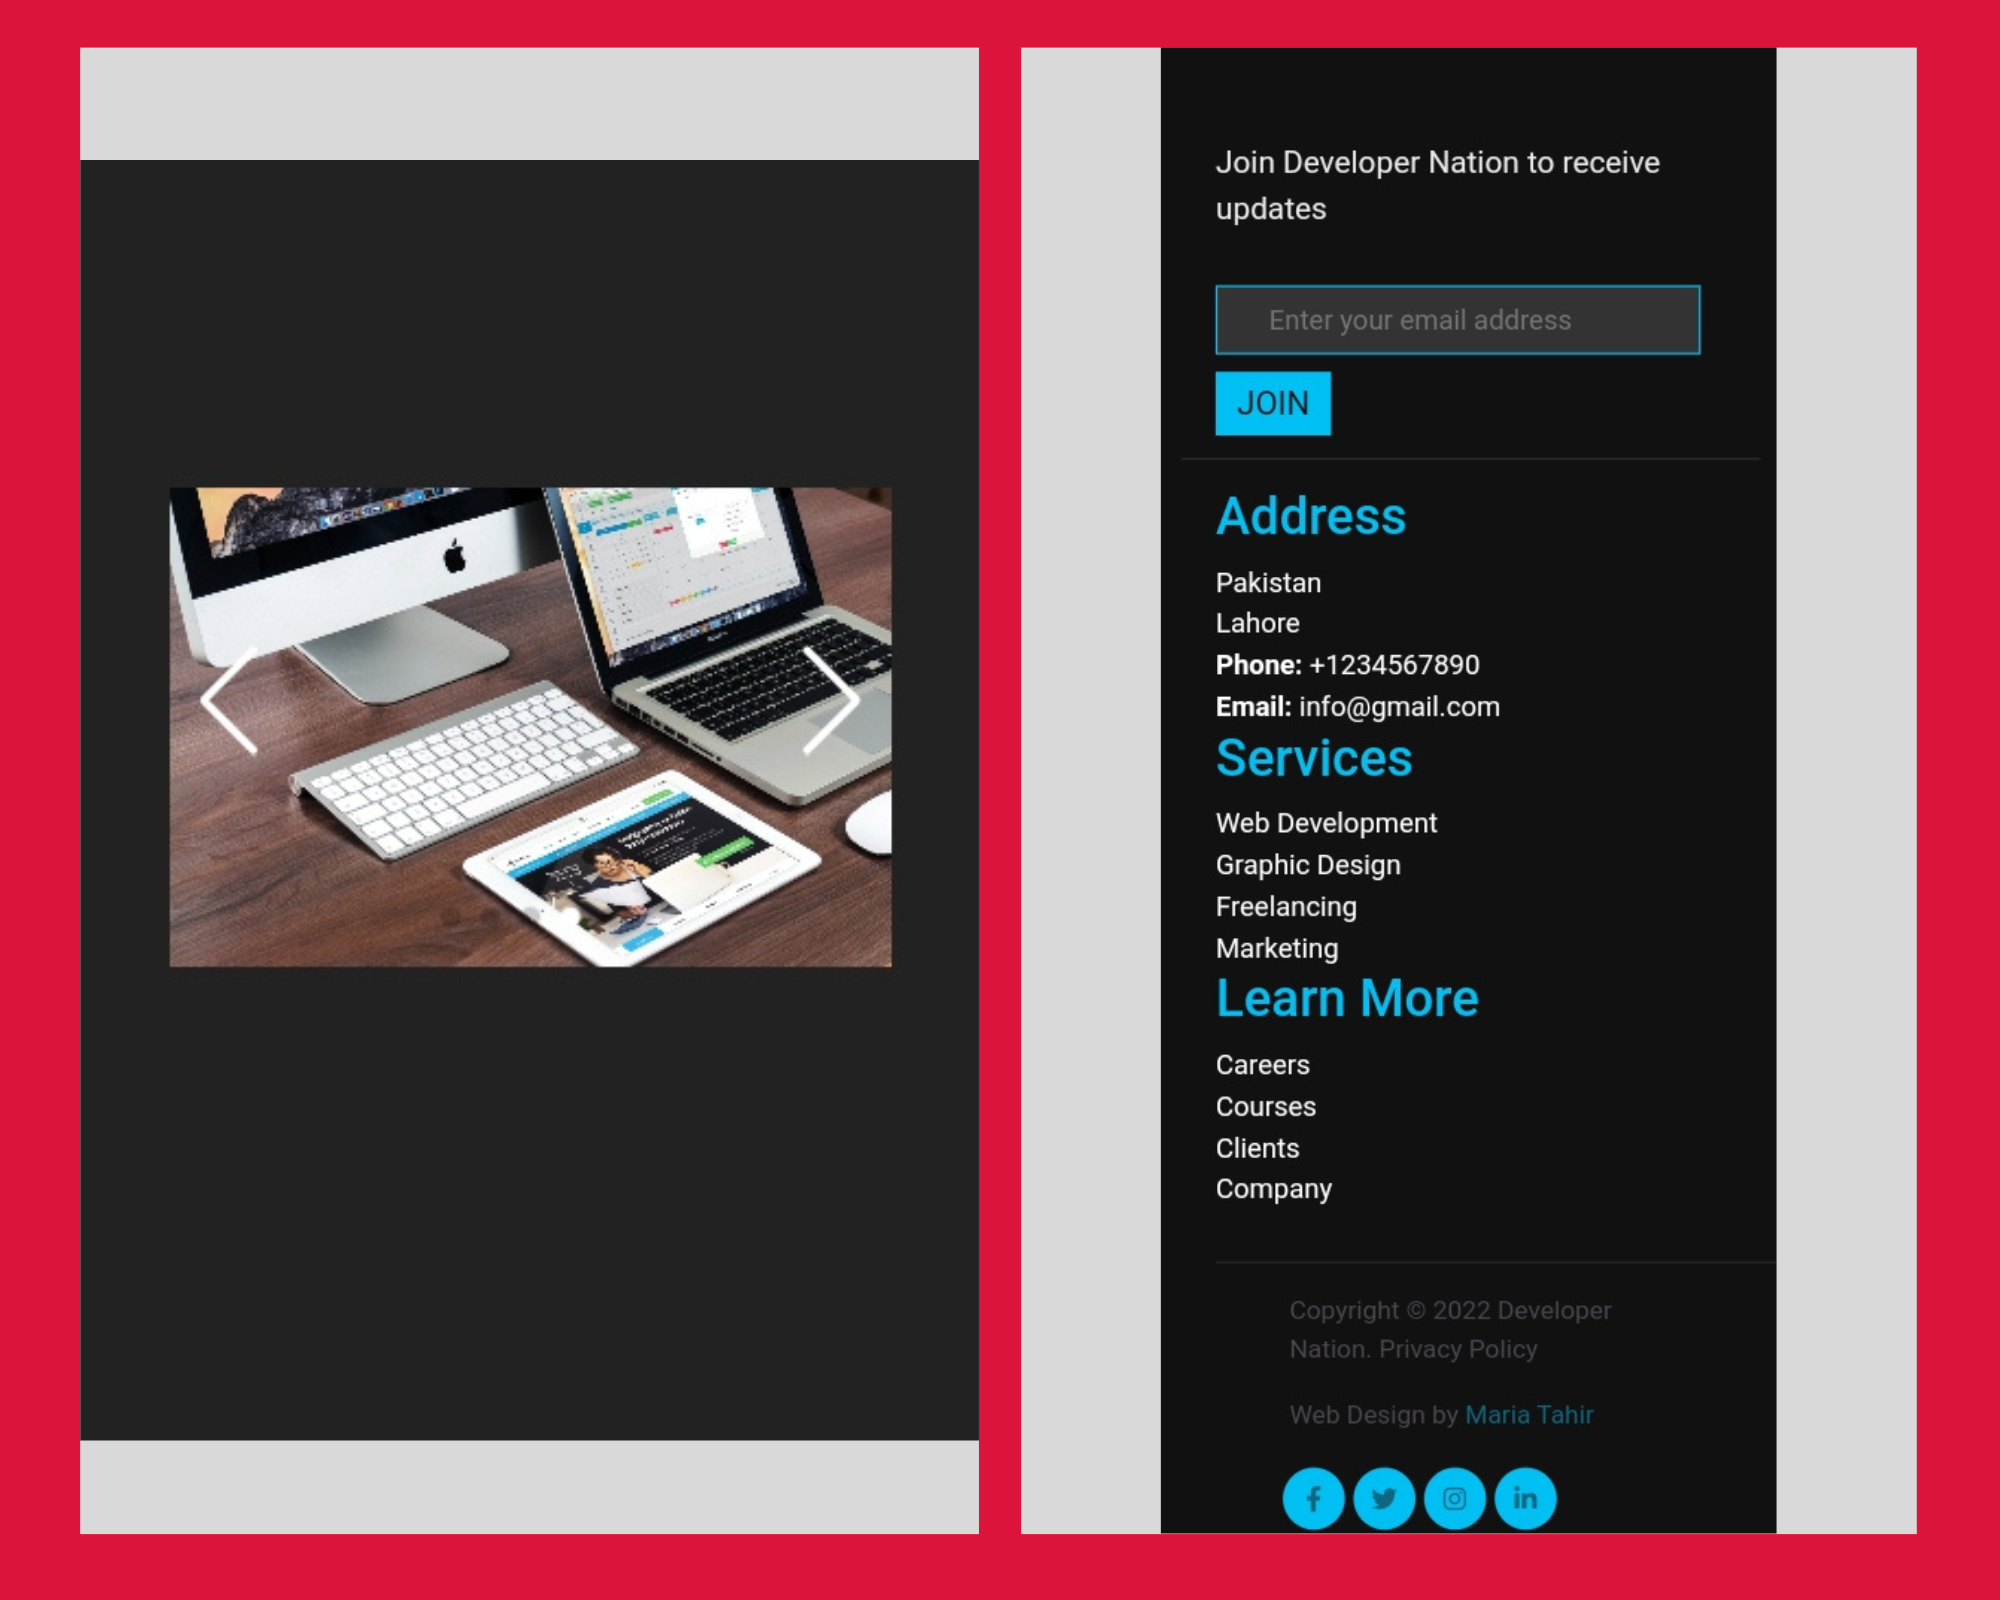 Join Developer Nation to receive
updates
Enter your email address
JOIN
Address
Pakistan
Lahore
Phone: +1234567890
Email: info@gmail.com
Services
Web Development
Graphic Design
Freelancing
Marketing
Learn More
Careers
Courses
Clients
Company
Copyright © 2022 Developer
Nation. Privacy Policy
Web Design by Maria Tahir